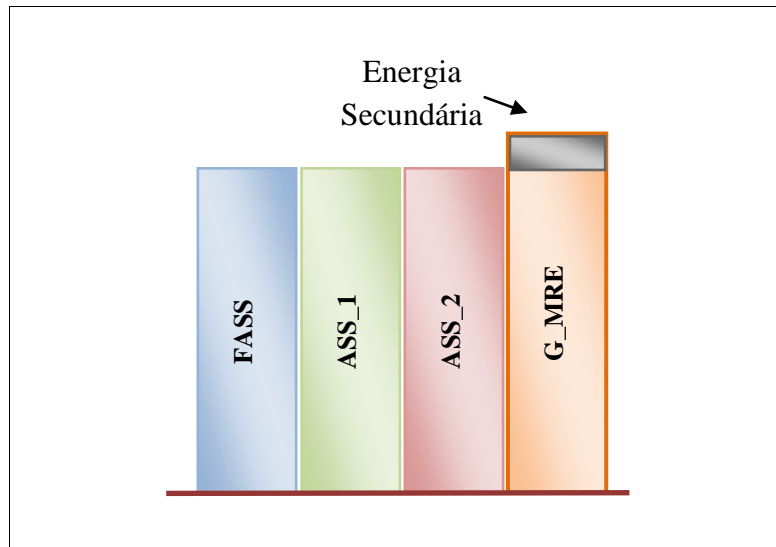 Energia
Secundária
FASS
ASS_1
ASS_2
G_MRE